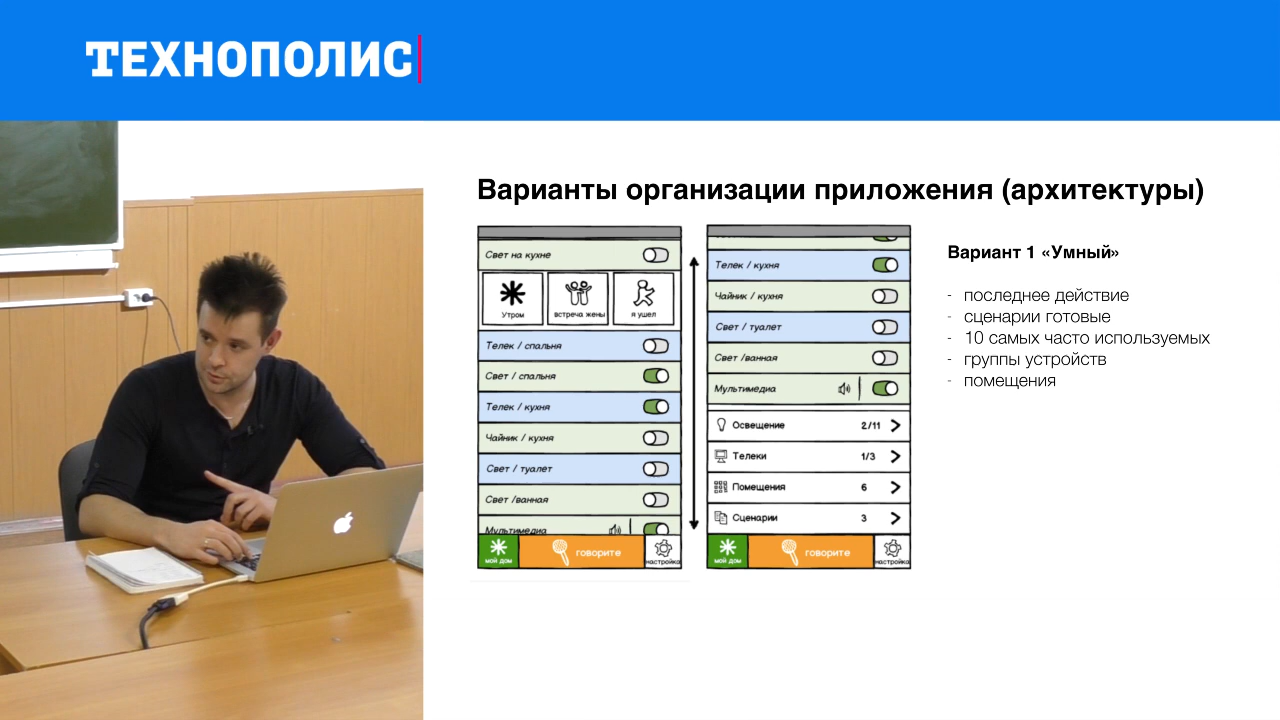 ТЕХНОПОЛИС
Варианты организации приложения (архитектуры)
Свет на кухне
Утром
встреча жены
я ушел
Телек / спальня
Свет / спальня
Телек / кухня
Чайник / кухня
Свет / туалет
Свет /ванная
Мультимедиа
мой дом
говорите
настройка
Телек / кухня
Чайник / кухня
Свет / туалет
Свет /ванная
Мультимедиа
Освещение 2/11
Телеки 1/3
Помещения 6
Сценарии 3
мой дом
говорите
настройка
Вариант 1 «Умный»
- последнее действие
- сценарии готовые
- 10 самых часто используемых
- группы устройств
- помещения